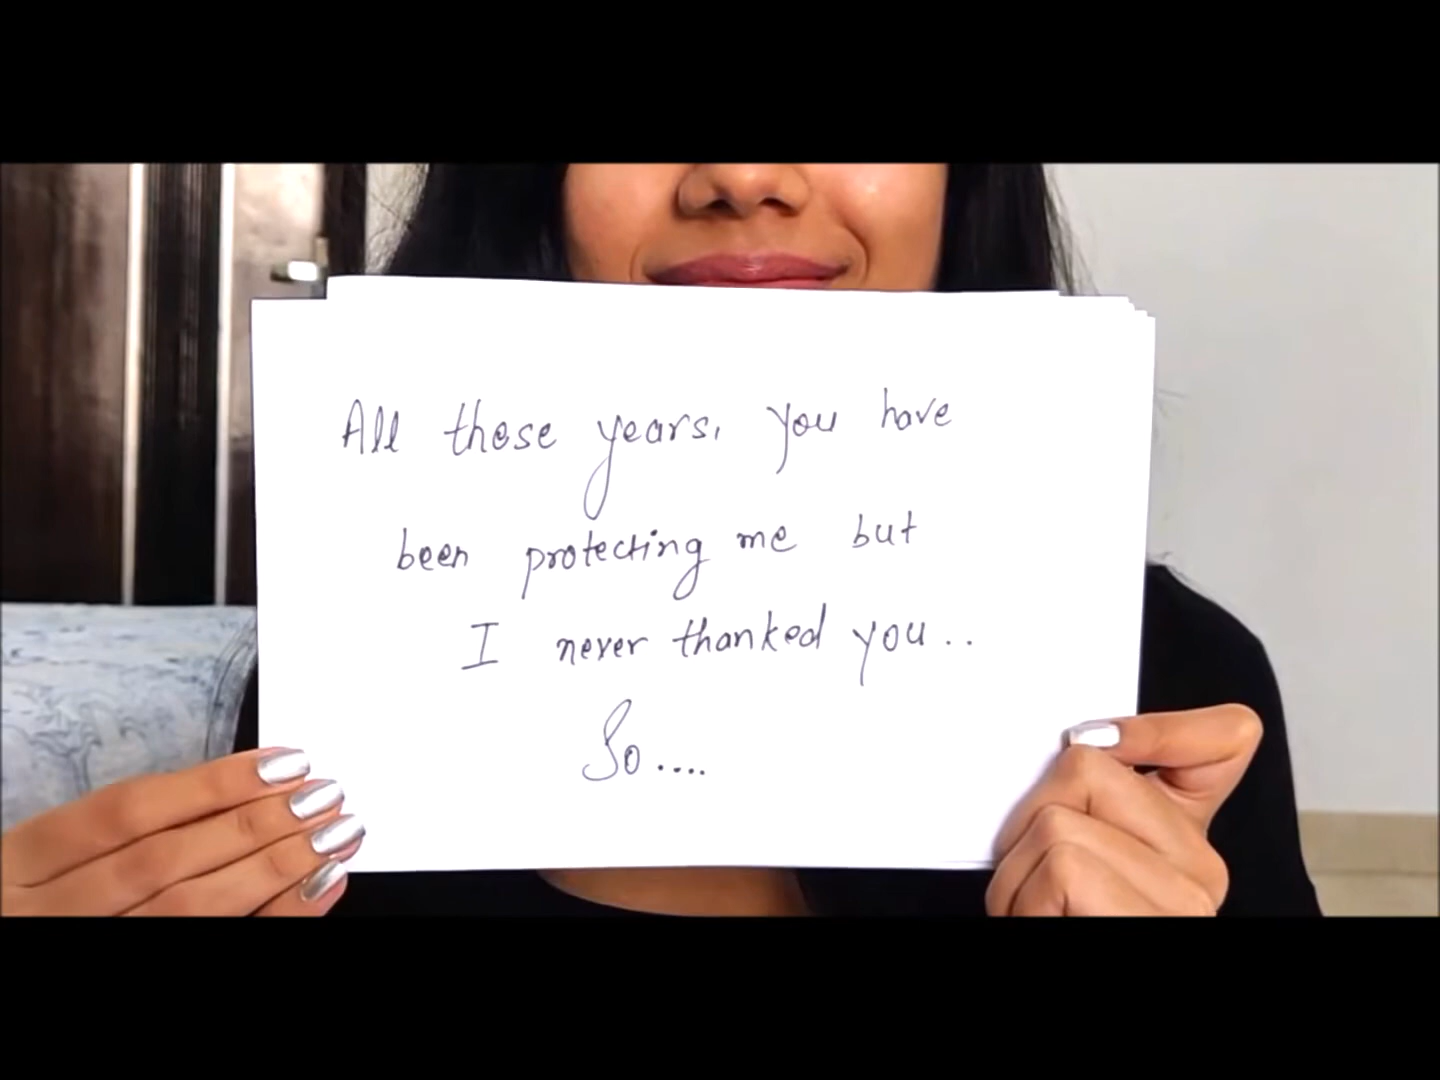 All these years, you have
been protecting me but
I never thanked you..
So....